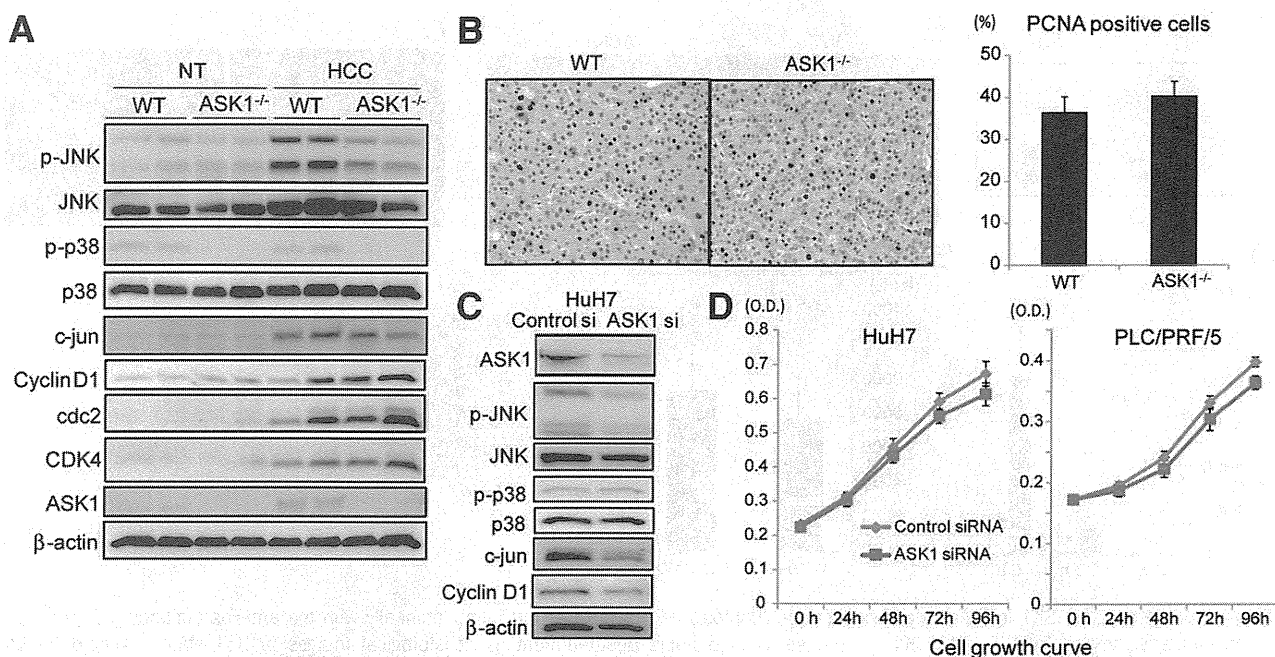 A
NT HCC
WT ASK1-/- WT ASK1-/-
p-JNK
JNK
p-p38
p38
c-jun
Cyclin D1
cdc2
CDK4
ASK1
β-actin
B
WT ASK1-/-
(%) PCNA positive cells
50
40
30
20
10
0
WT ASK1-/-
C
HuH7
Control si ASK1 si
ASK1
p-JNK
JNK
p-p38
p38
c-jun
Cyclin D1
β-actin
D
(O.D.)
HuH7
0.8
0.7
0.6
0.5
0.4
0.3
0.2
0.1
0
0 h 24h 48h 72h 96h
Control siRNA
ASK1 siRNA
(O.D.)
PLC/PRF/5
0.4
0.3
0.2
0.1
0
0 h 24h 48h 72h 96h
Cell growth curve